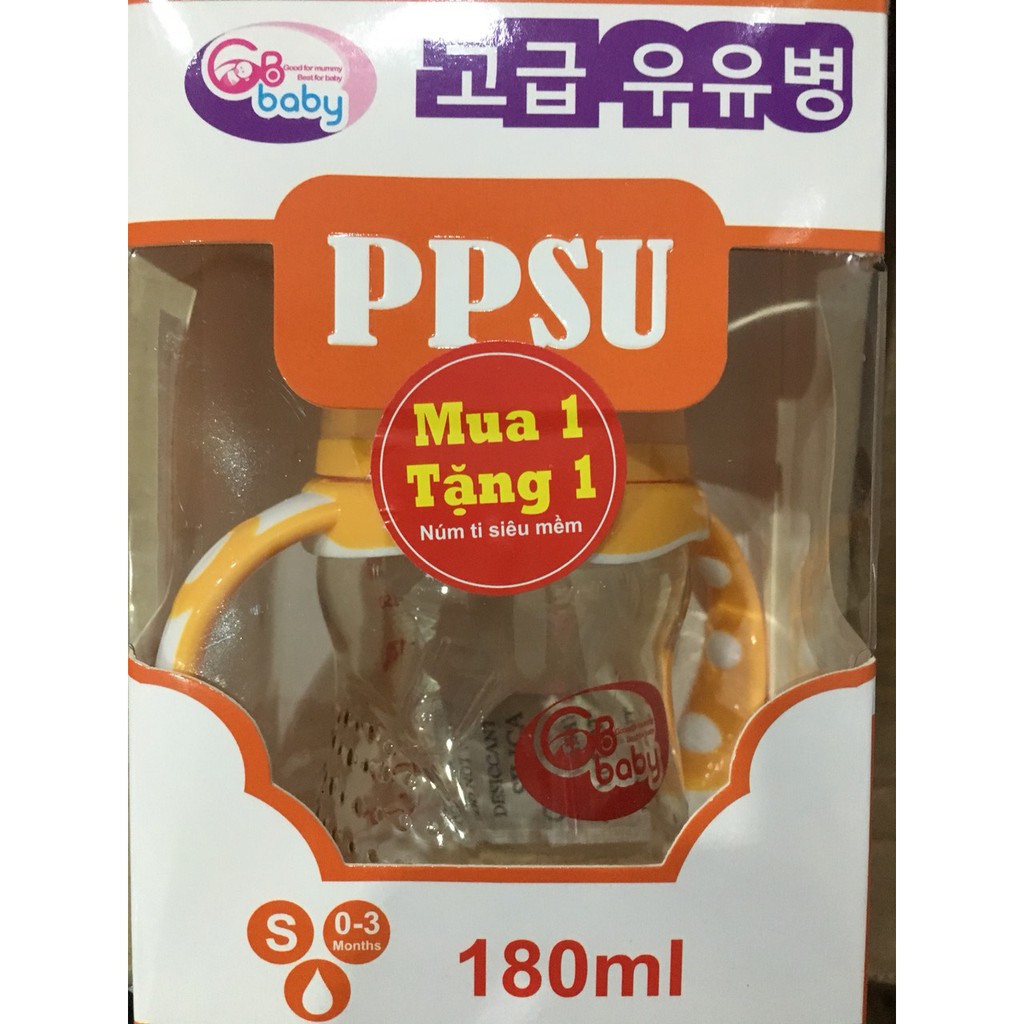 GB
Good for mummy
Best for baby
baby
고급 우유병
PPSU
Mua 1
Tặng 1
Núm ti siêu mềm
DESICCANT
SILICA
GB
baby
S
0-3
Months
180ml